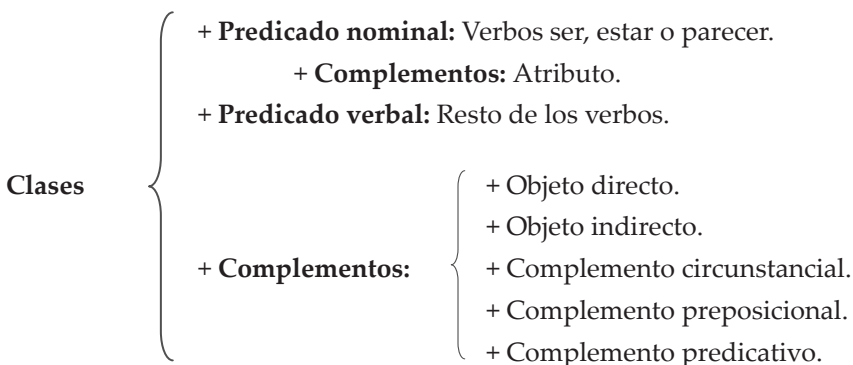 + Predicado nominal: Verbos ser, estar o parecer.
+ Complementos: Atributo.
+ Predicado verbal: Resto de los verbos.
Clases
+ Complementos:
+ Objeto directo.
+ Objeto indirecto.
+ Complemento circunstancial.
+ Complemento preposicional.
+ Complemento predicativo.